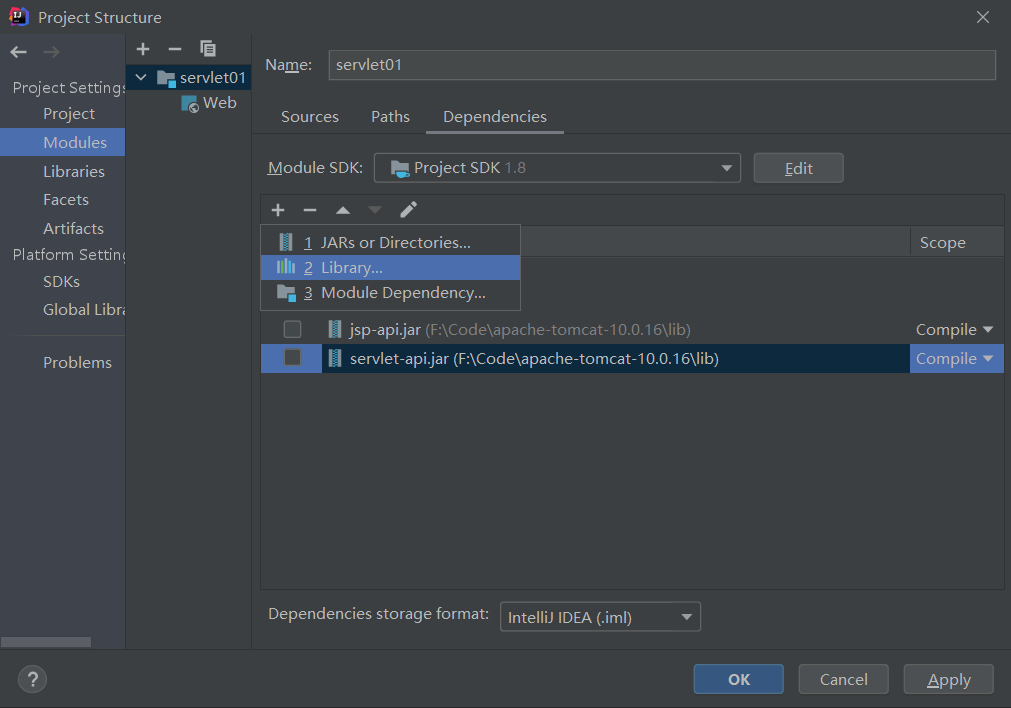 Project Structure
Project Settings
Project
Modules
Libraries
Facets
Artifacts
Platform Settin
SDKs
Global Libra
Problems
servlet01
Web
Name: servlet01
Sources Paths Dependencies
Module SDK: Project SDK 1.8 Edit
Scope
1 JARs or Directories...
2 Library...
3 Module Dependency...
jsp-api.jar (F:\Code\apache-tomcat-10.0.16\lib) Compile
servlet-api.jar (F:\Code\apache-tomcat-10.0.16\lib) Compile
Dependencies storage format: IntelliJ IDEA (.iml)
? OK Cancel Apply